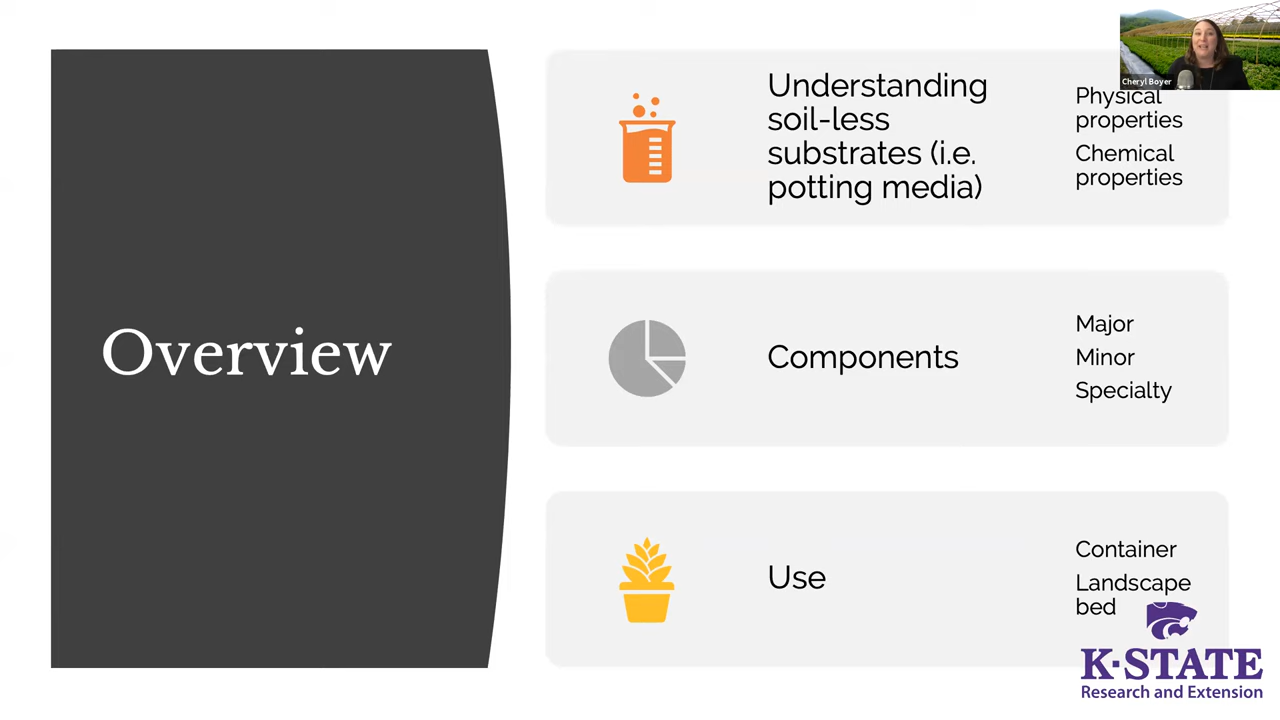 Overview
Understanding
soil-less
substrates (i.e.
potting media)
Physical
properties
Chemical
properties
Components
Major
Minor
Specialty
Use
Container
Landscape
bed
Cheryl Boyer
K-STATE
Research and Extension